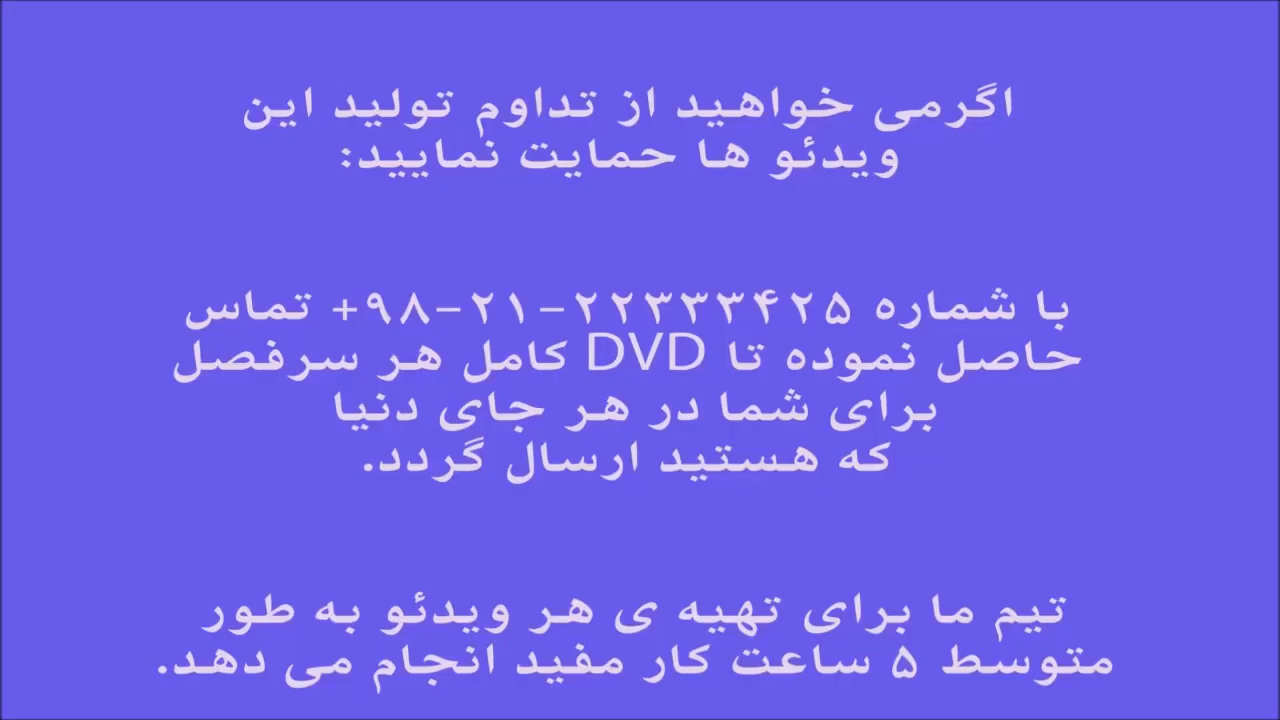 اگرمی خواهید از تداوم تولید این
ویدئو ها حمایت نمایید:
با شماره ۲۲۳۳۳۴۲۵-۲۱-۹۸+ تماس
حاصل نموده تا DVD کامل هر سرفصل
برای شما در هر جای دنیا
که هستید ارسال گردد.
تیم ما برای تهیه ی هر ویدئو به طور
متوسط ۵ ساعت کار مفید انجام می دهد.